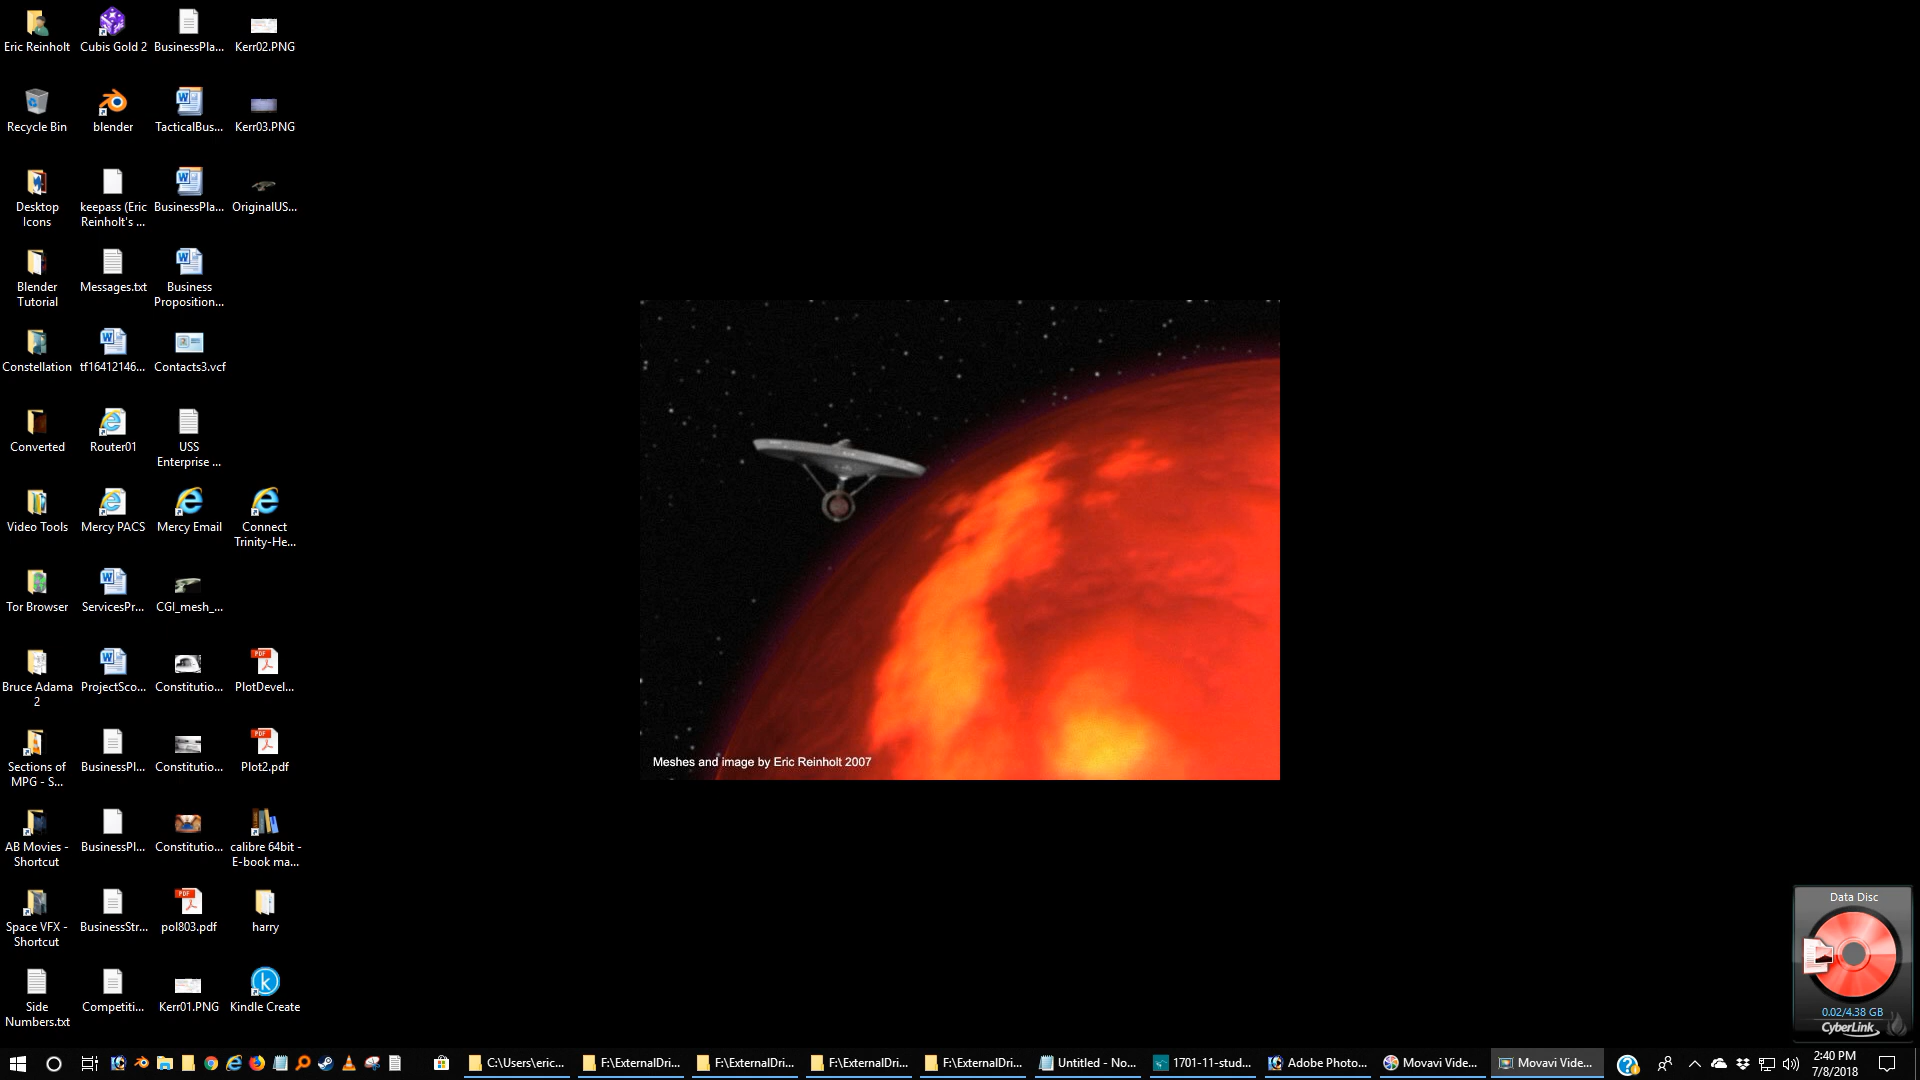 Eric Reinholt
Cubis Gold 2
BusinessPla...
Kerr02.PNG
Recycle Bin
blender
TacticalBus...
Kerr03.PNG
Desktop
Icons
keepass (Eric
Reinholt's ...
BusinessPla...
OriginalUS...
Blender
Tutorial
Messages.txt
Business
Proposition...
Constellation
tf16412146...
Contacts3.vcf
Converted
Router01
USS
Enterprise ...
Video Tools
Mercy PACS
Mercy Email
Connect
Trinity-He...
Tor Browser
ServicesPr...
CGI_mesh_...
Bruce Adama
2
ProjectSco...
Constitutio...
PlotDevel...
Sections of
MPG - S...
BusinessPl...
Constitutio...
Plot2.pdf
AB Movies -
Shortcut
BusinessPl...
Constitutio...
calibre 64bit -
E-book ma...
Space VFX -
Shortcut
BusinessStr...
pol803.pdf
harry
Side
Numbers.txt
Competiti...
Kerr01.PNG
Kindle Create
Meshes and image by Eric Reinholt 2007
Data Disc
0.02/4.38 GB
CyberLink
C:\Users\eric...
F:\ExternalDri...
F:\ExternalDri...
F:\ExternalDri...
F:\ExternalDri...
Untitled - No...
1701-11-stud...
Adobe Photo...
Movavi Vide...
Movavi Vide...
2:40 PM
7/8/2018